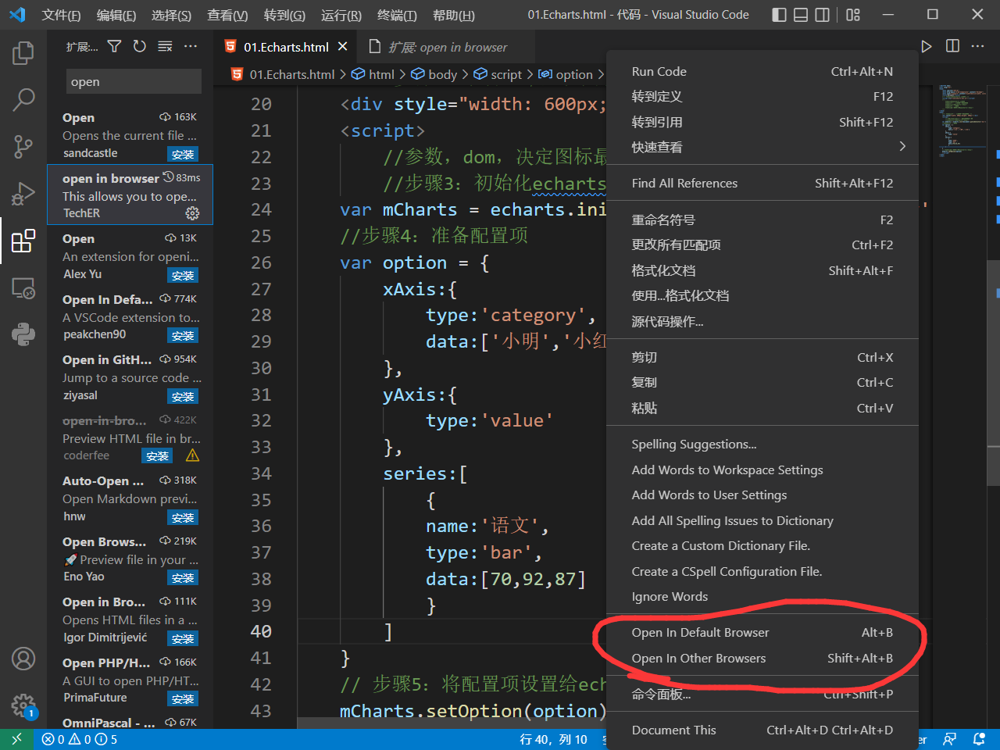 文件(F) 编辑(E) 选择(S) 查看(V) 转到(G) 运行(R) 终端(T) 帮助(H) 01.Echarts.html - 代码 - Visual Studio Code
扩展:... 01.Echarts.html 扩展: open in browser
open
01.Echarts.html > html > body > script > option >
Open 163K
Opens the current file ...
sandcastle 安装
open in browser 83ms
This allows you to ope...
TechER
Open 13K
An extension for openi...
Alex Yu 安装
Open In Defa... 774K
A VSCode extension to...
peakchen90 安装
Open in GitH... 954K
Jump to a source code ...
ziyasal 安装
open-in-bro... 422K
Preview HTML file in br...
coderfee 安装
Auto-Open ... 318K
Open Markdown previ...
hnw 安装
Open Brows... 219K
🚀Preview file in your ...
Eno Yao 安装
Open in Bro... 111K
Opens HTML files in a ...
Igor Dimitrijević 安装
Open PHP/H... 166K
A GUI to open PHP/HT...
PrimaFuture 安装
OmniPascal - ... 67K
20 <div style="width: 600px;
21 <script>
22 //参数，dom，决定图标最
23 //步骤3：初始化echarts
24 var mCharts = echarts.ini '
25 //步骤4：准备配置项
26 var option = {
27 xAxis:{
28 type:'category',
29 data:['小明','小红
30 },
31 yAxis:{
32 type:'value'
33 },
34 series:[
35 {
36 name:'语文',
37 type:'bar',
38 data:[70,92,87]
39 }
40 ]
41 }
42 // 步骤5：将配置项设置给ech
43 mCharts.setOption(option)
Run Code Ctrl+Alt+N
转到定义 F12
转到引用 Shift+F12
快速查看
Find All References Shift+Alt+F12
重命名符号 F2
更改所有匹配项 Ctrl+F2
格式化文档 Shift+Alt+F
使用...格式化文档
源代码操作...
剪切 Ctrl+X
复制 Ctrl+C
粘贴 Ctrl+V
Spelling Suggestions...
Add Words to Workspace Settings
Add Words to User Settings
Add All Spelling Issues to Dictionary
Create a Custom Dictionary File.
Create a CSpell Configuration File.
Ignore Words
Open In Default Browser Alt+B
Open In Other Browsers Shift+Alt+B
命令面板... Ctrl+Shift+P
Document This Ctrl+Alt+D Ctrl+Alt+D
1
0 0 5 行 40，列 10 er